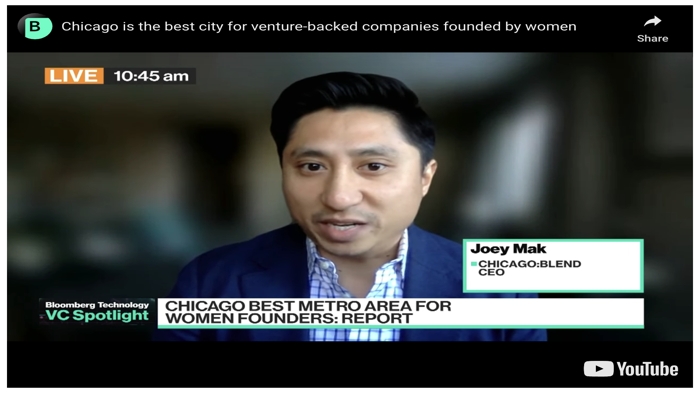 B
Chicago is the best city for venture-backed companies founded by women
Share
LIVE 10:45 am
Joey Mak
CHICAGO:BLEND
CEO
Bloomberg Technology
VC Spotlight
CHICAGO BEST METRO AREA FOR
WOMEN FOUNDERS: REPORT
YouTube